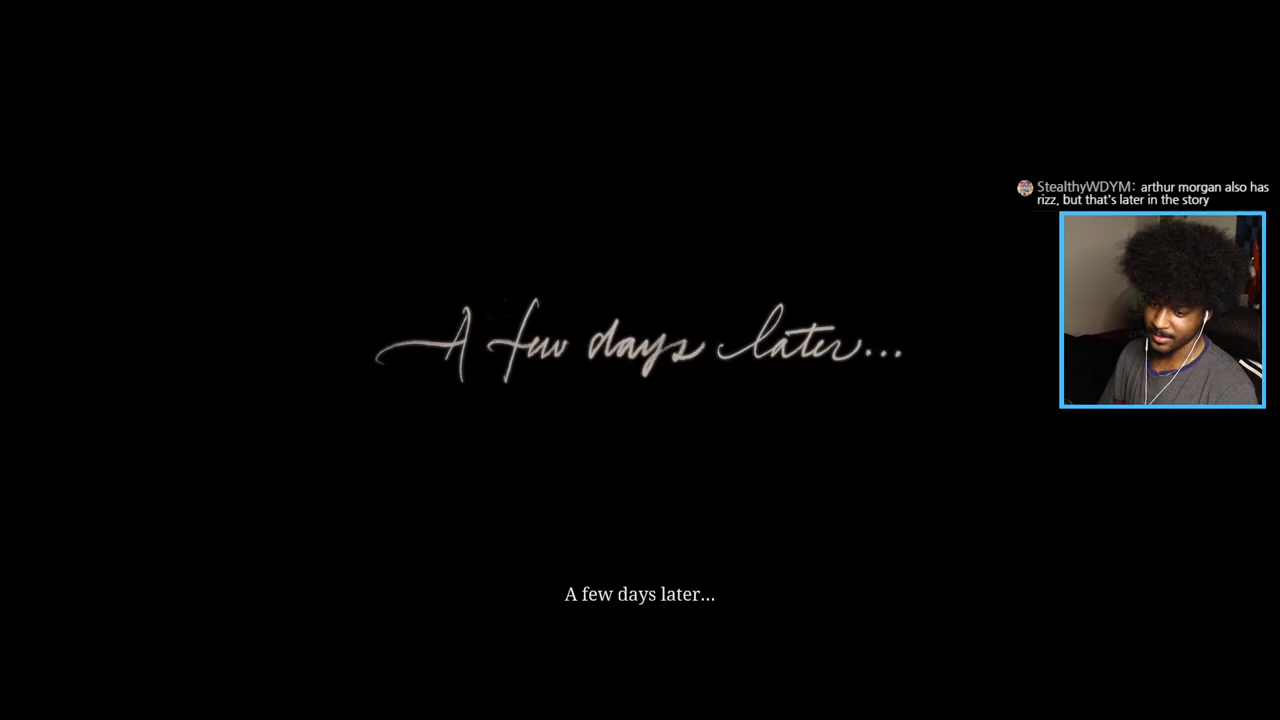 StealthyWDYM: arthur morgan also has
rizz, but that's later in the story
A few days later...
A few days later...